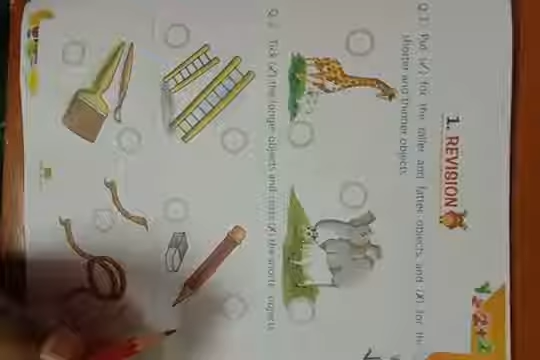 1. REVISION
Q.1 Put (✓) for the taller and fatter objects and (X) for the
shorter and thinner objects.
Q.2 Tick (✓) the longer objects and cross (X) the shorter objects